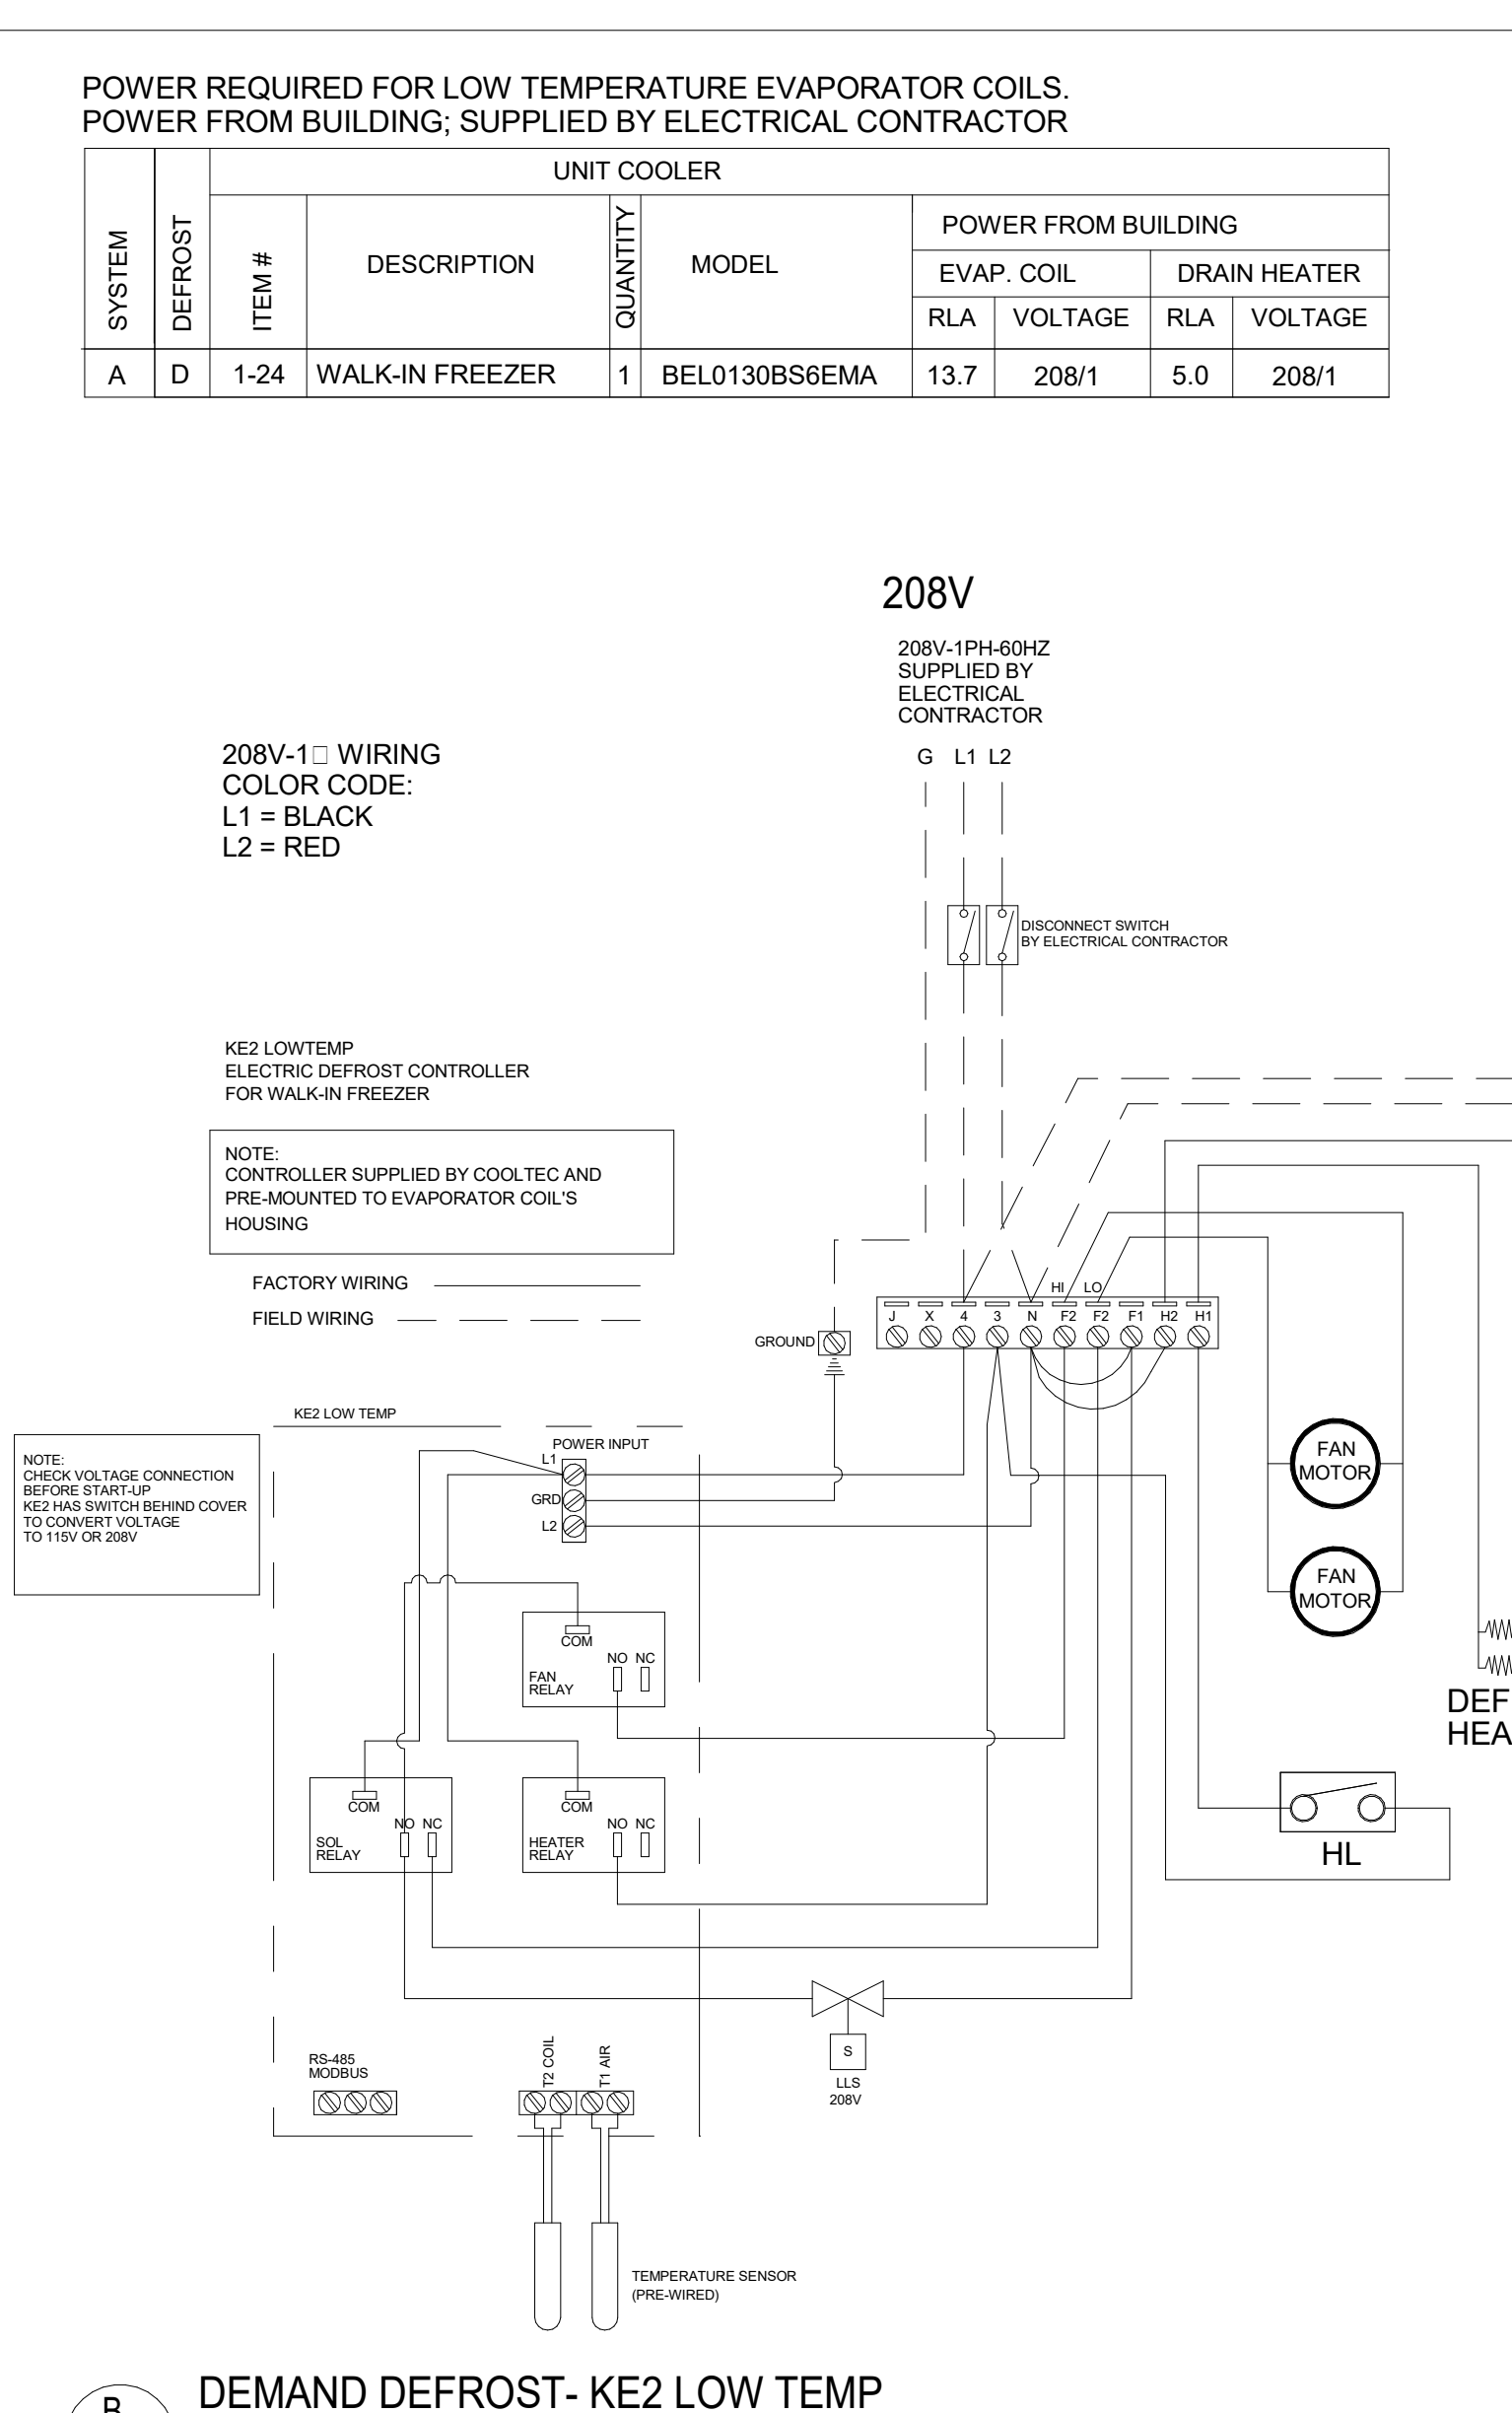 POWER REQUIRED FOR LOW TEMPERATURE EVAPORATOR COILS.
POWER FROM BUILDING; SUPPLIED BY ELECTRICAL CONTRACTOR
UNIT COOLER
SYSTEM
DEFROST
ITEM #
DESCRIPTION
QUANTITY
MODEL
POWER FROM BUILDING
EVAP. COIL
DRAIN HEATER
RLA
VOLTAGE
RLA
VOLTAGE
A D 1-24 WALK-IN FREEZER 1 BEL0130BS6EMA 13.7 208/1 5.0 208/1
208V
208V-1PH-60HZ
SUPPLIED BY
ELECTRICAL
CONTRACTOR
G L1 L2
208V-1□ WIRING
COLOR CODE:
L1 = BLACK
L2 = RED
DISCONNECT SWITCH
BY ELECTRICAL CONTRACTOR
KE2 LOWTEMP
ELECTRIC DEFROST CONTROLLER
FOR WALK-IN FREEZER
NOTE:
CONTROLLER SUPPLIED BY COOLTEC AND
PRE-MOUNTED TO EVAPORATOR COIL'S
HOUSING
FACTORY WIRING
FIELD WIRING
HI LO
J X 4 3 N F2 F2 F1 H2 H1
GROUND
KE2 LOW TEMP
NOTE:
CHECK VOLTAGE CONNECTION
BEFORE START-UP
KE2 HAS SWITCH BEHIND COVER
TO CONVERT VOLTAGE
TO 115V OR 208V
POWER INPUT
L1
GRD
L2
FAN
MOTOR
FAN
MOTOR
COM
NO NC
FAN
RELAY
DEF
HEA
COM
NO NC
SOL
RELAY
COM
NO NC
HEATER
RELAY
HL
S
LLS
208V
RS-485
MODBUS
T2 COIL
T1 AIR
TEMPERATURE SENSOR
(PRE-WIRED)
DEMAND DEFROST- KE2 LOW TEMP